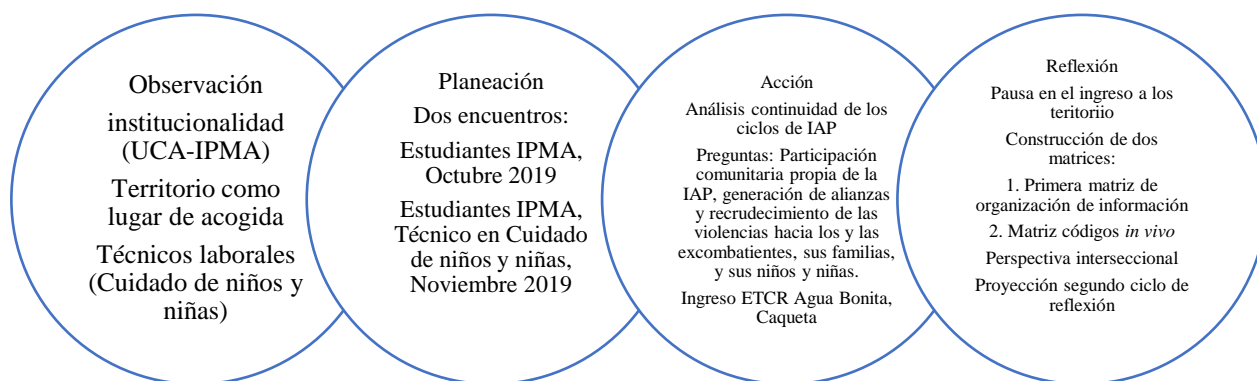 Observación
institucionalidad
(UCA-IPMA)
Territorio como
lugar de acogida
Técnicos laborales
(Cuidado de niños y
niñas)
Planeación
Dos encuentros:
Estudiantes IPMA,
Octubre 2019
Estudiantes IPMA,
Técnico en Cuidado
de niños y niñas,
Noviembre 2019
Acción
Análisis continuidad de los
ciclos de IAP
Preguntas: Participación
comunitaria propia de la
IAP, generación de alianzas
y recrudecimiento de las
violencias hacia los y las
excombatientes, sus familias,
y sus niños y niñas.
Ingreso ETCR Agua Bonita,
Caqueta
Reflexión
Pausa en el ingreso a los
teritoriio
Construcción de dos
matrices:
1. Primera matriz de
organización de información
2. Matriz códigos in vivo
Perspectiva interseccional
Proyección segundo ciclo de
reflexión